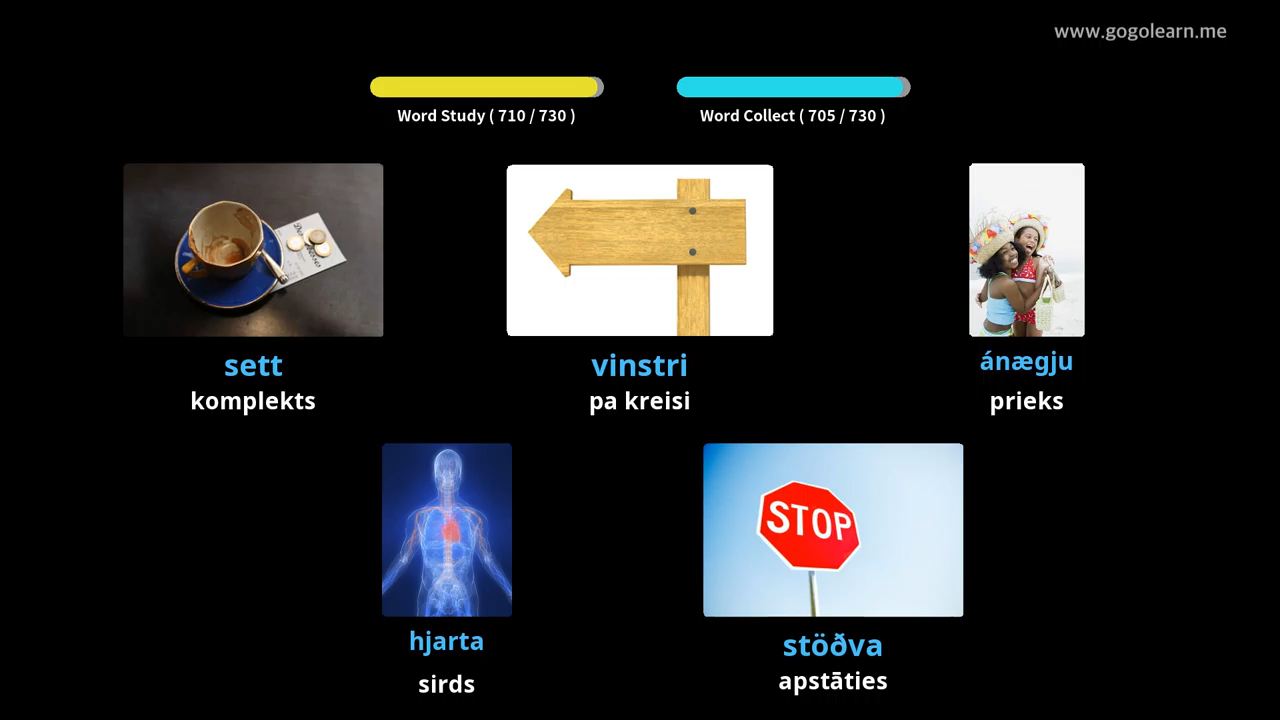 www.gogolearn.me
Word Study ( 710 / 730 )
Word Collect ( 705 / 730 )
sett
komplekts
vinstri
pa kreisi
ánægju
prieks
hjarta
sirds
STOP
stöðva
apstāties